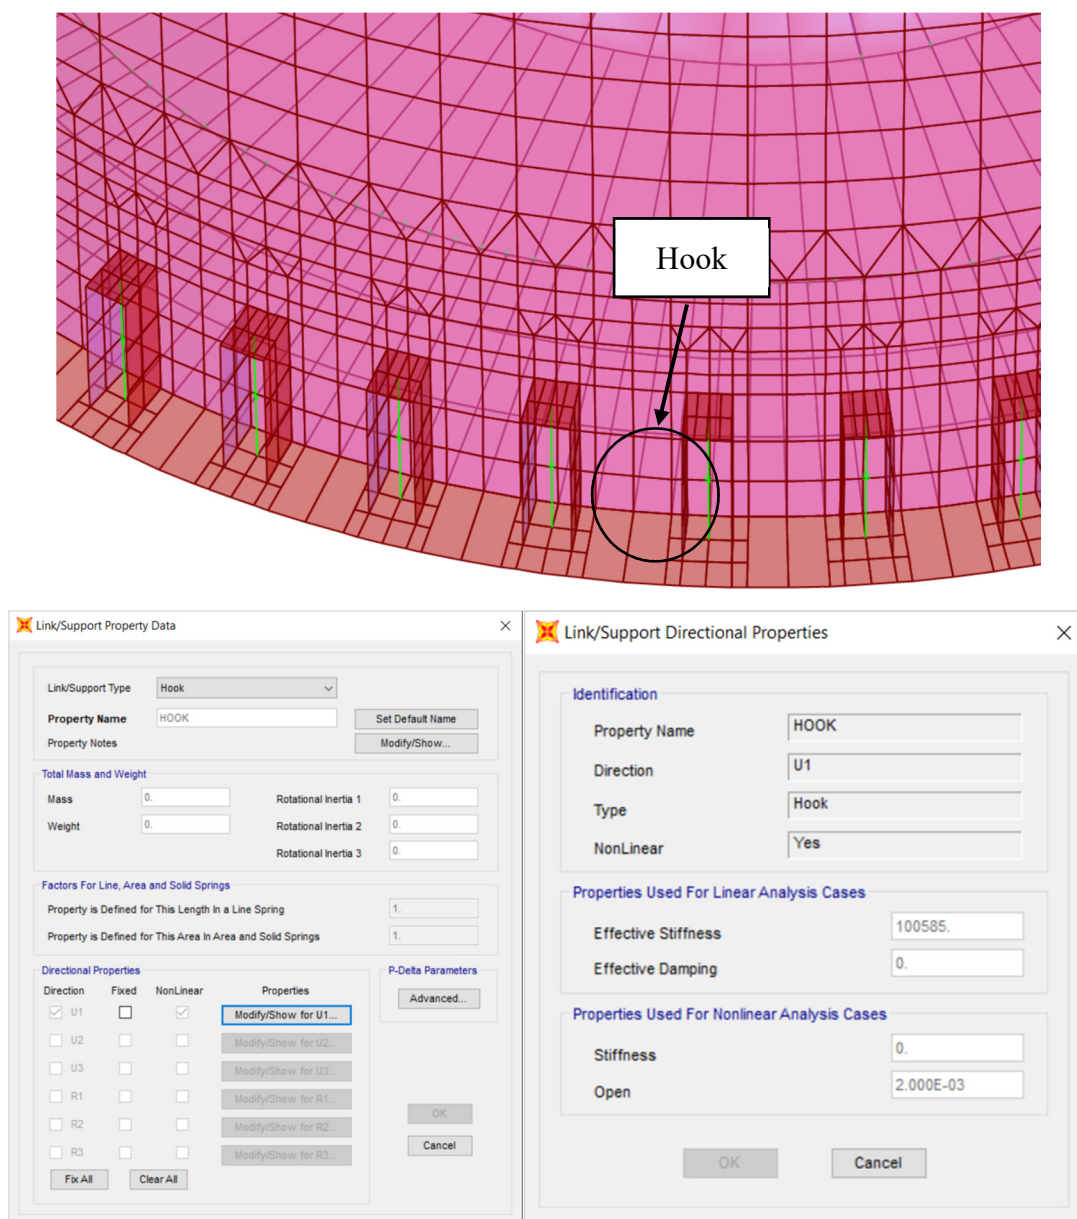 Hook
Link/Support Property Data
Link/Support Type Hook
Property Name HOOK Set Default Name
Property Notes Modify/Show...
Total Mass and Weight
Mass 0. Rotational Inertia 1 0.
Weight 0. Rotational Inertia 2 0.
Rotational Inertia 3 0.
Factors For Line, Area and Solid Springs
Property is Defined for This Length In a Line Spring 1.
Property is Defined for This Area In Area and Solid Springs 1.
Directional Properties P-Delta Parameters
Direction Fixed NonLinear Properties Advanced...
U1 Modify/Show for U1...
U2 Modify/Show for U2...
U3 Modify/Show for U3...
R1 Modify/Show for R1...
R2 Modify/Show for R2...
R3 Modify/Show for R3...
OK
Cancel
Fix All Clear All
Link/Support Directional Properties
Identification
Property Name HOOK
Direction U1
Type Hook
NonLinear Yes
Properties Used For Linear Analysis Cases
Effective Stiffness 100585.
Effective Damping 0.
Properties Used For Nonlinear Analysis Cases
Stiffness 0.
Open 2.000E-03
OK Cancel